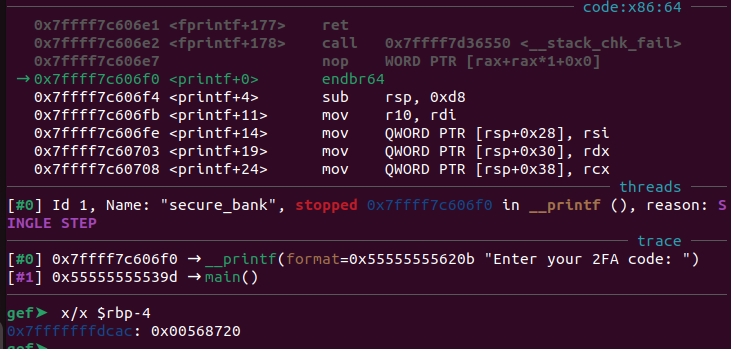 code:x86:64
0x7ffff7c606e1 <fprintf+177> ret
0x7ffff7c606e2 <fprintf+178> call 0x7ffff7d36550 <__stack_chk_fail>
0x7ffff7c606e7 nop WORD PTR [rax+rax*1+0x0]
→ 0x7ffff7c606f0 <printf+0> endbr64
0x7ffff7c606f4 <printf+4> sub rsp, 0xd8
0x7ffff7c606fb <printf+11> mov r10, rdi
0x7ffff7c606fe <printf+14> mov QWORD PTR [rsp+0x28], rsi
0x7ffff7c60703 <printf+19> mov QWORD PTR [rsp+0x30], rdx
0x7ffff7c60708 <printf+24> mov QWORD PTR [rsp+0x38], rcx
threads
[#0] Id 1, Name: "secure_bank", stopped 0x7ffff7c606f0 in __printf (), reason: S
INGLE STEP
trace
[#0] 0x7ffff7c606f0 → __printf(format=0x55555555620b "Enter your 2FA code: ")
[#1] 0x55555555539d → main()
gef➤ x/x $rbp-4
0x7fffffffdcac: 0x00568720
gef➤